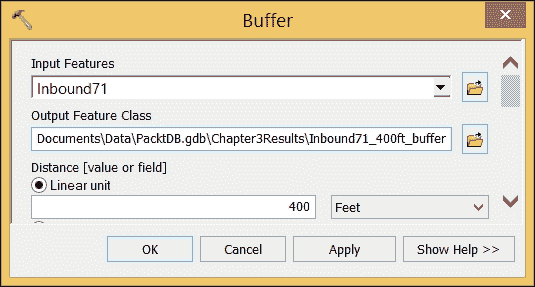 Buffer
Input Features
Inbound71
Output Feature Class
Documents\Data\PacktDB.gdb\Chapter3Results\Inbound71_400ft_buffer
Distance [value or field]
Linear unit
400 Feet
OK Cancel Apply Show Help >>